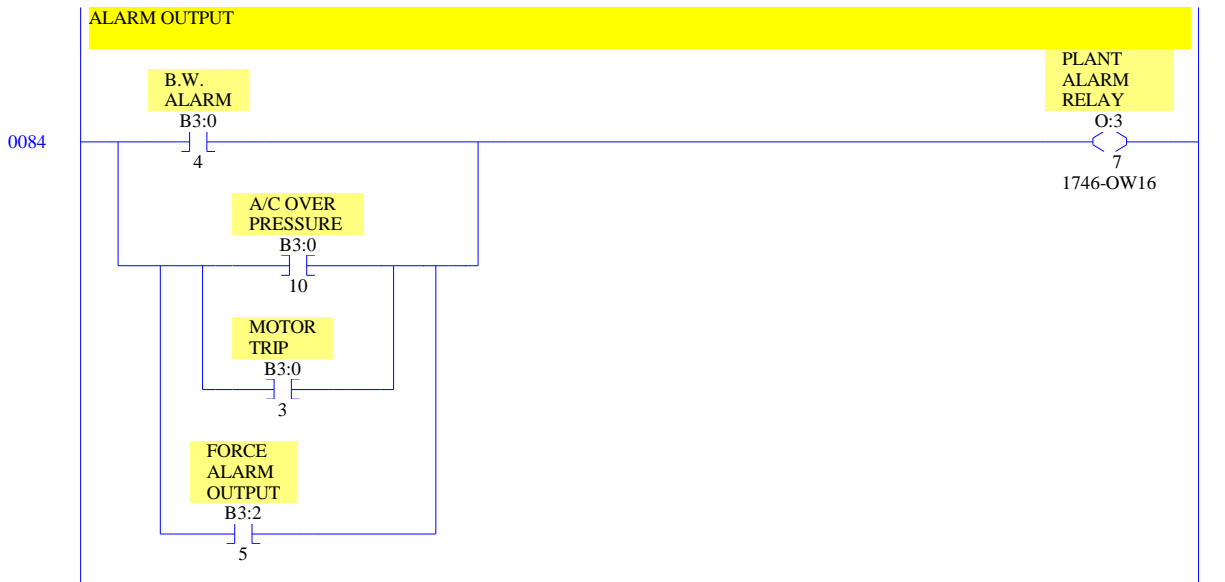 ALARM OUTPUT
PLANT
ALARM
RELAY
B.W.
ALARM
B3:0
O:3
0084
4
7
1746-OW16
A/C OVER
PRESSURE
B3:0
10
MOTOR
TRIP
B3:0
3
FORCE
ALARM
OUTPUT
B3:2
5